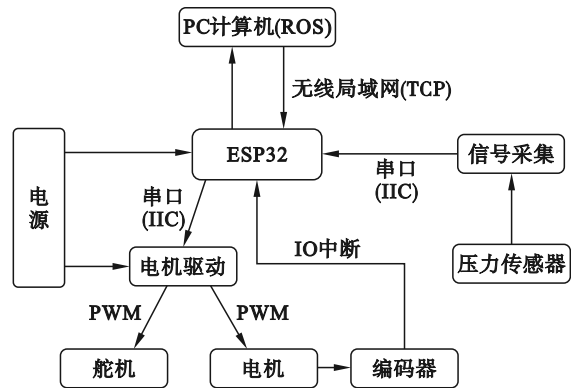 PC计算机(ROS)
无线局域网(TCP)
ESP32
信号采集
串口
(IIC)
电
源
串口
(IIC)
IO中断
电机驱动
压力传感器
PWM
PWM
舵机
电机
编码器